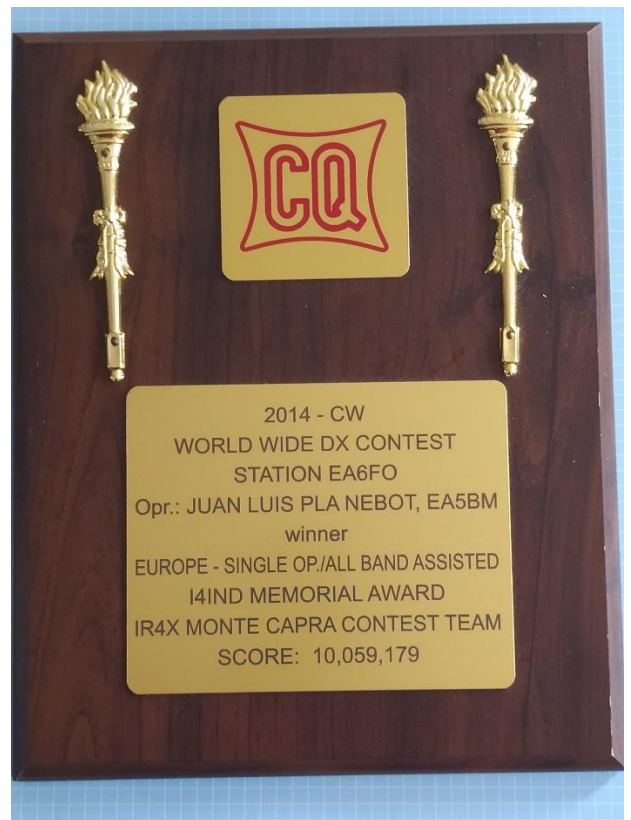 CQ
2014 - CW
WORLD WIDE DX CONTEST
STATION EA6FO
Opr.: JUAN LUIS PLA NEBOT, EA5BM
winner
EUROPE - SINGLE OP./ALL BAND ASSISTED
I4IND MEMORIAL AWARD
IR4X MONTE CAPRA CONTEST TEAM
SCORE: 10,059,179